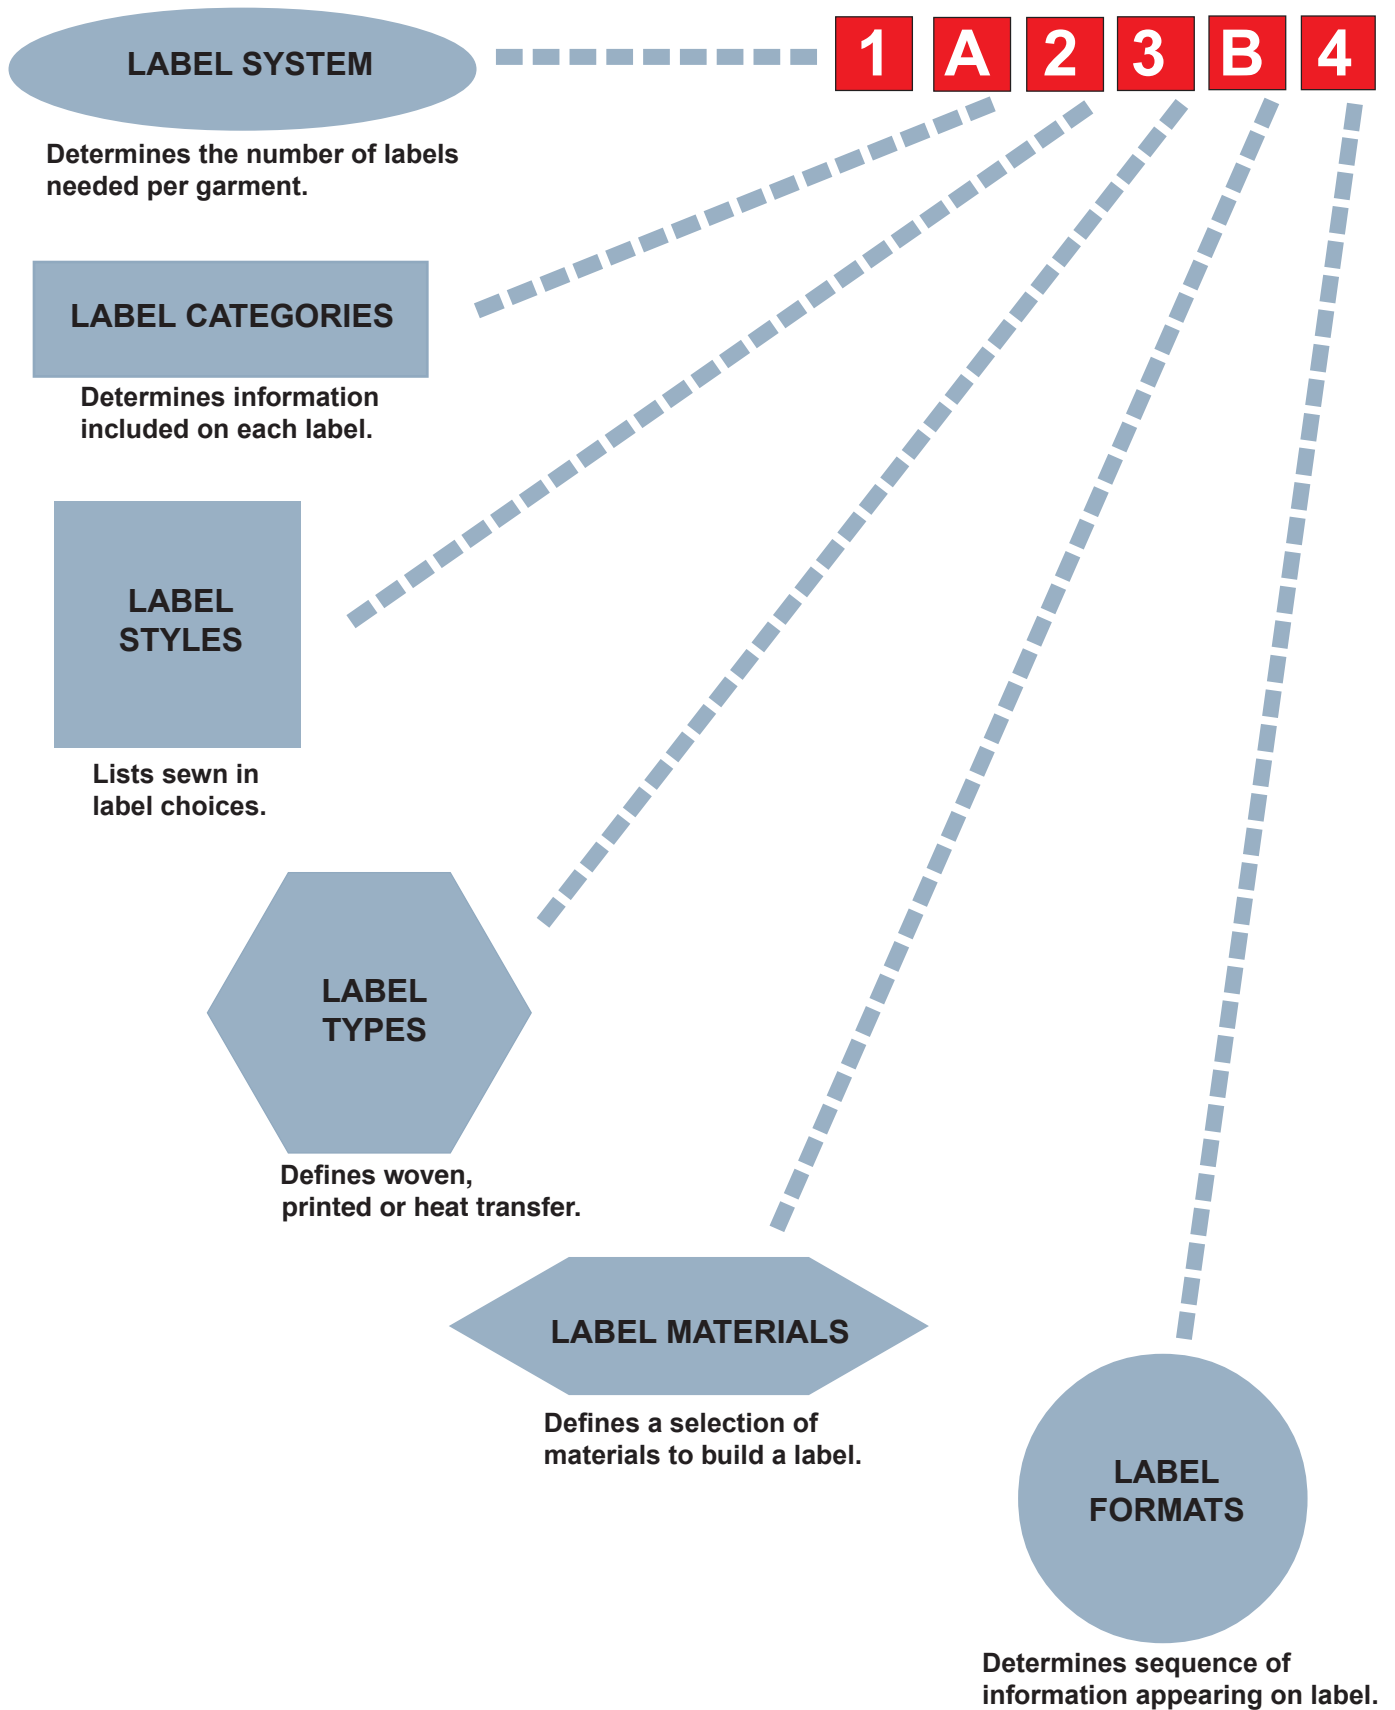 LABEL SYSTEM
1 A 2 3 B 4
Determines the number of labels
needed per garment.
LABEL CATEGORIES
Determines information
included on each label.
LABEL
STYLES
Lists sewn in
label choices.
LABEL
TYPES
Defines woven,
printed or heat transfer.
LABEL MATERIALS
Defines a selection of
materials to build a label.
LABEL
FORMATS
Determines sequence of
information appearing on label.